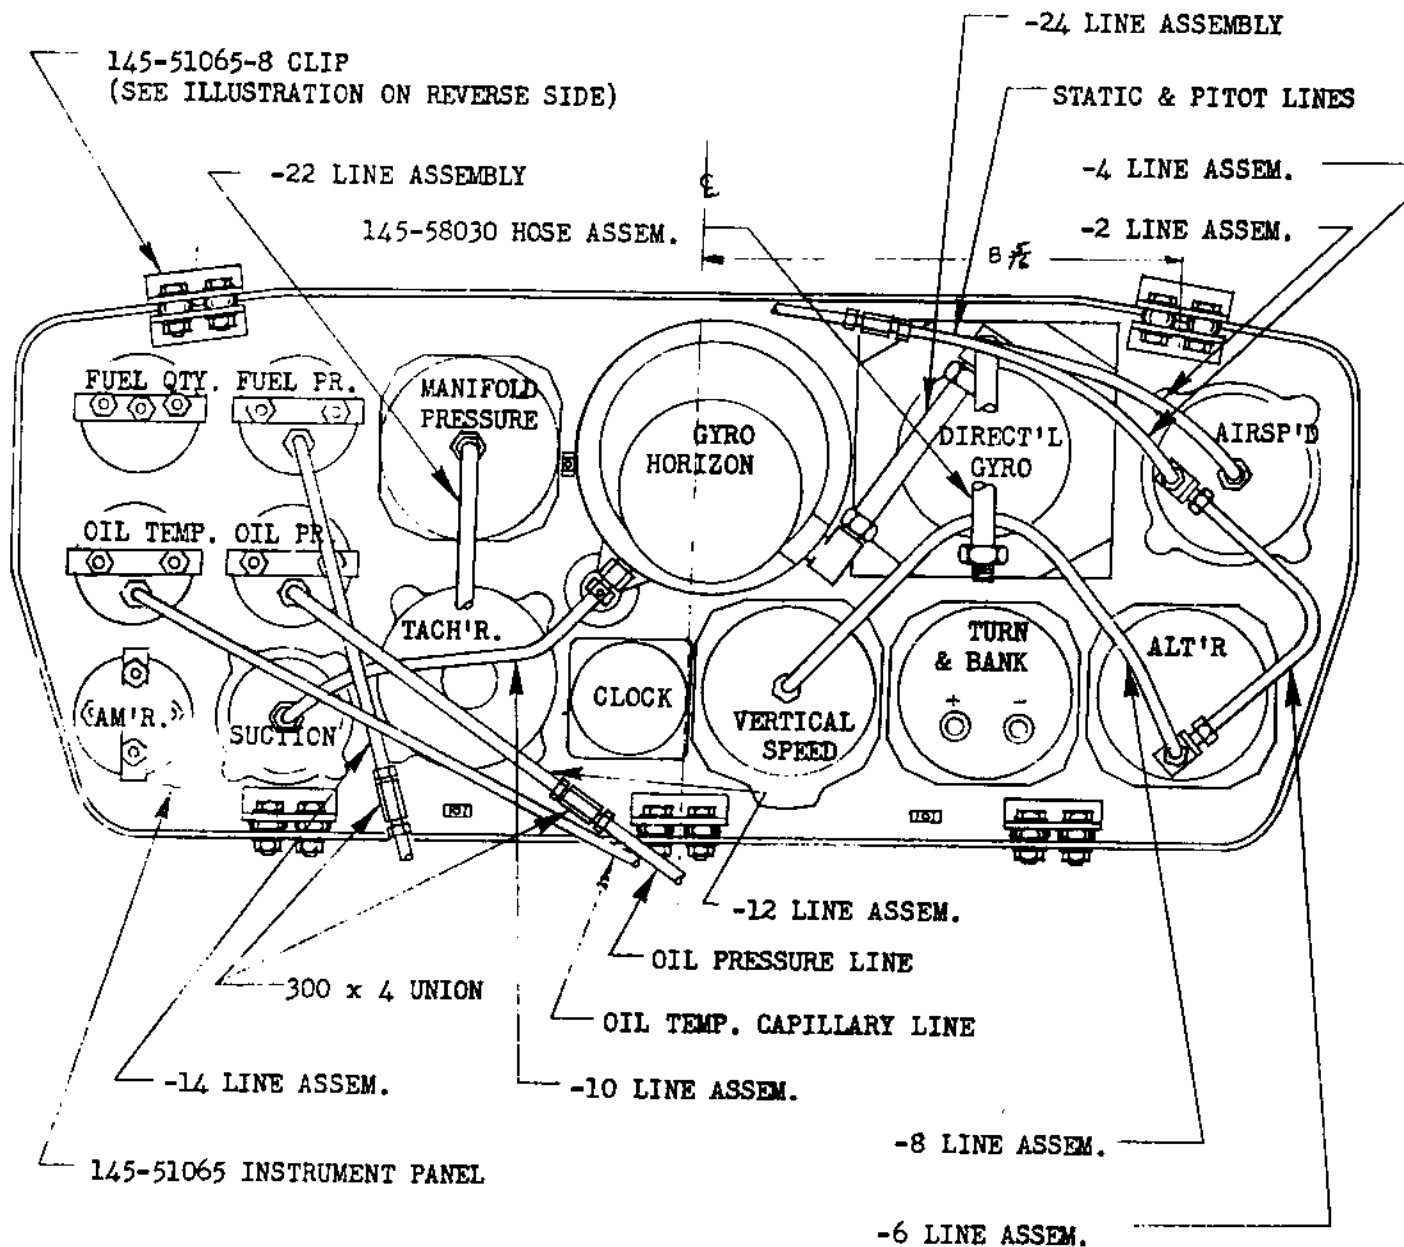 -24 LINE ASSEMBLY
145-51065-8 CLIP
(SEE ILLUSTRATION ON REVERSE SIDE)
STATIC & PITOT LINES
-22 LINE ASSEMBLY
-4 LINE ASSEM.
145-58030 HOSE ASSEM.
-2 LINE ASSEM.
℄
FUEL QTY.
FUEL PR.
MANIFOLD
PRESSURE
GYRO
HORIZON
DIRECT'L
GYRO
AIRSP'D
OIL TEMP.
OIL PR
TACH'R.
TURN
& BANK
+
-
ALT'R
AM'R.
SUCTION
CLOCK
VERTICAL
SPEED
-12 LINE ASSEM.
OIL PRESSURE LINE
300 x 4 UNION
OIL TEMP. CAPILLARY LINE
-14 LINE ASSEM.
-10 LINE ASSEM.
-8 LINE ASSEM.
145-51065 INSTRUMENT PANEL
-6 LINE ASSEM.